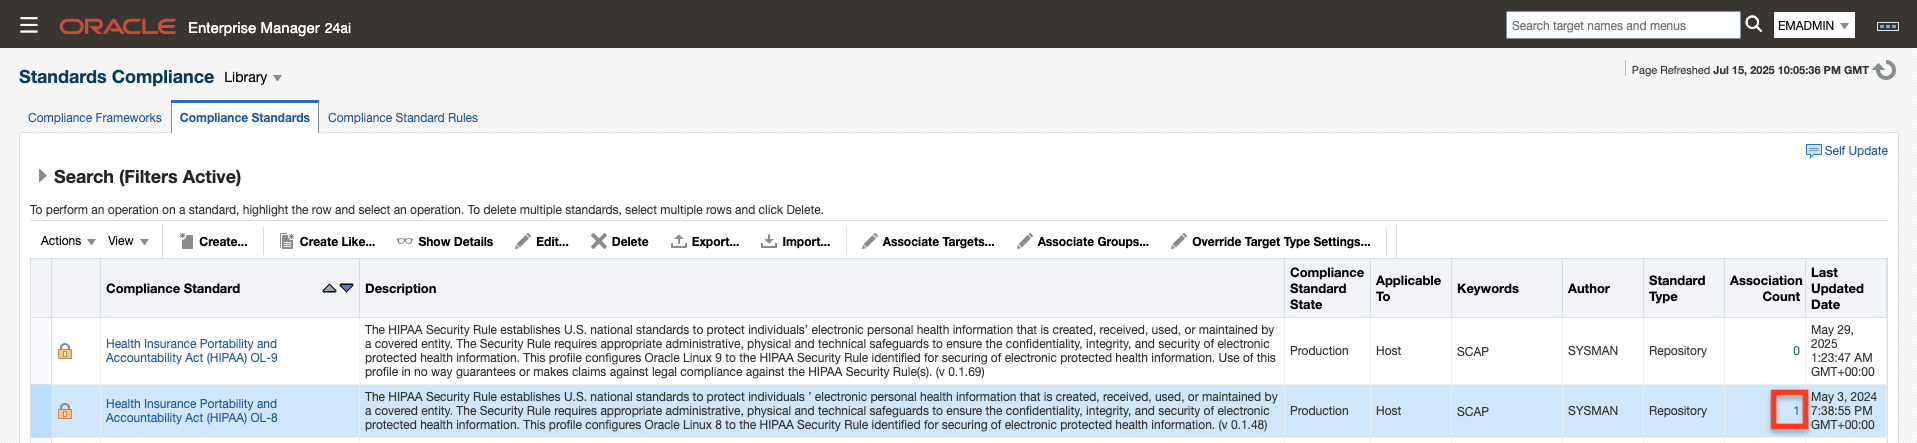 ORACLE Enterprise Manager 24ai
Search target names and menus
EMADMIN
Standards Compliance Library
Page Refreshed Jul 15, 2025 10:05:36 PM GMT
Compliance Frameworks Compliance Standards Compliance Standard Rules
Self Update
Search (Filters Active)
To perform an operation on a standard, highlight the row and select an operation. To delete multiple standards, select multiple rows and click Delete.
Actions View Create... Create Like... Show Details Edit... Delete Export... Import... Associate Targets... Associate Groups... Override Target Type Settings...
Compliance Standard
Description
Compliance
Standard
State
Applicable
To
Keywords
Author
Standard
Type
Association
Count
Last
Updated
Date
Health Insurance Portability and
Accountability Act (HIPAA) OL-9
The HIPAA Security Rule establishes U.S. national standards to protect individuals’ electronic personal health information that is created, received, used, or maintained by
a covered entity. The Security Rule requires appropriate administrative, physical and technical safeguards to ensure the confidentiality, integrity, and security of electronic
protected health information. This profile configures Oracle Linux 9 to the HIPAA Security Rule identified for securing of electronic protected health information. Use of this
profile in no way guarantees or makes claims against legal compliance against the HIPAA Security Rule(s). (v 0.1.69)
Production
Host
SCAP
SYSMAN
Repository
0
May 29,
2025
1:23:47 AM
GMT+00:00
Health Insurance Portability and
Accountability Act (HIPAA) OL-8
The HIPAA Security Rule establishes U.S. national standards to protect individuals ’ electronic personal health information that is created, received, used, or maintained by
a covered entity. The Security Rule requires appropriate administrative, physical and technical safeguards to ensure the confidentiality, integrity, and security of electronic
protected health information. This profile configures Oracle Linux 8 to the HIPAA Security Rule identified for securing of electronic protected health information. (v 0.1.48)
Production
Host
SCAP
SYSMAN
Repository
1
May 3, 2024
7:38:55 PM
GMT+00:00